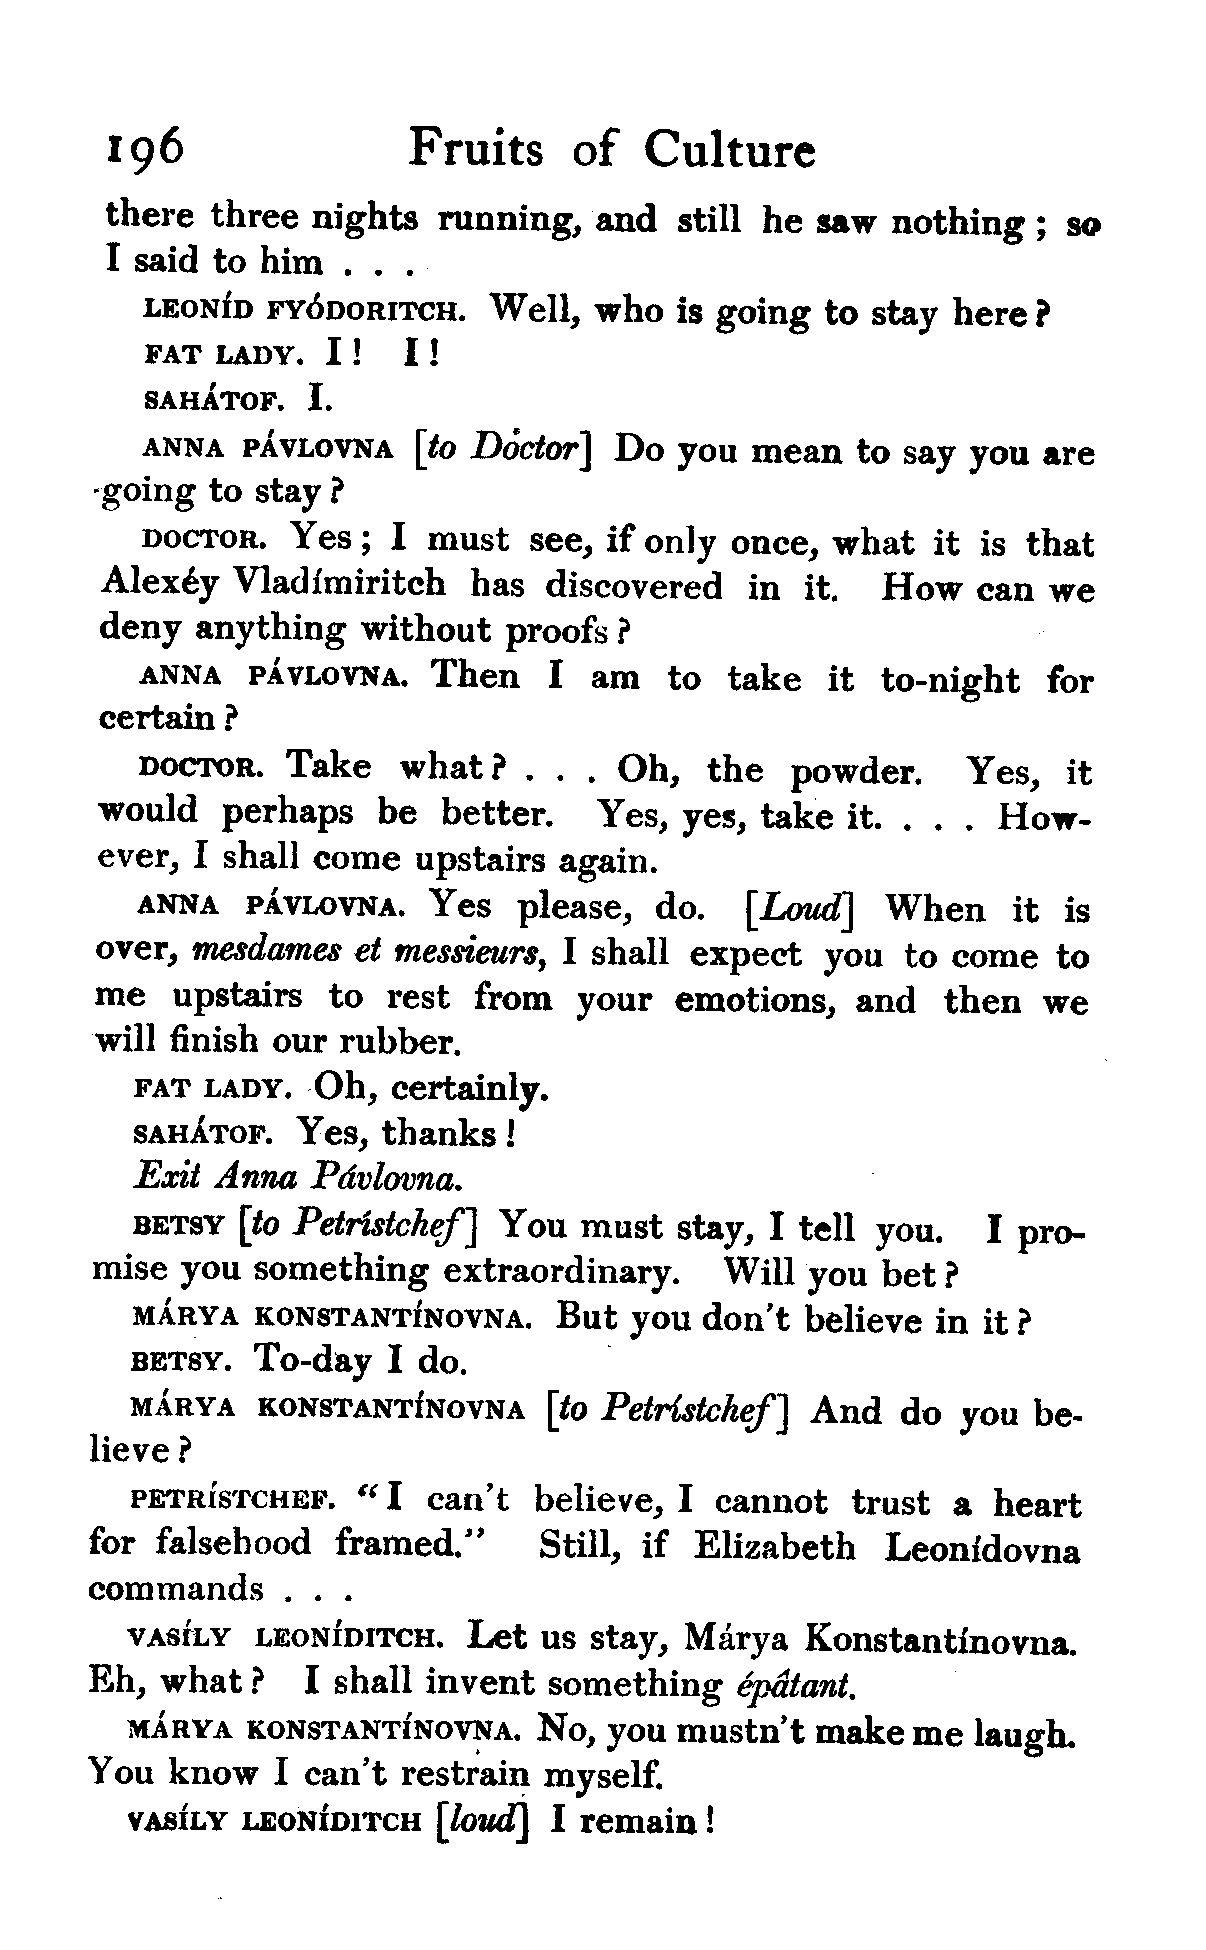 196 Fruits of Culture
there three nights running, and still he saw nothing ; so
I said to him . . .
LEONÍD FYÓDORITCH. Well, who is going to stay here ?
FAT LADY. I ! I !
SAHÁTOF. I.
ANNA PÁVLOVNA [to Doctor] Do you mean to say you are
going to stay ?
DOCTOR. Yes ; I must see, if only once, what it is that
Alexéy Vladímiritch has discovered in it. How can we
deny anything without proofs ?
ANNA PÁVLOVNA. Then I am to take it to-night for
certain ?
DOCTOR. Take what ? . . . Oh, the powder. Yes, it
would perhaps be better. Yes, yes, take it. . . . How-
ever, I shall come upstairs again.
ANNA PÁVLOVNA. Yes please, do. [Loud] When it is
over, mesdames et messieurs, I shall expect you to come to
me upstairs to rest from your emotions, and then we
will finish our rubber.
FAT LADY. Oh, certainly.
SAHÁTOF. Yes, thanks !
Exit Anna Pávlovna.
BETSY [to Petrístchef] You must stay, I tell you. I pro-
mise you something extraordinary. Will you bet ?
MÁRYA KONSTANTÍNOVNA. But you don't believe in it ?
BETSY. To-day I do.
MÁRYA KONSTANTÍNOVNA [to Petrístchef] And do you be-
lieve ?
PETRÍSTCHEF. "I can't believe, I cannot trust a heart
for falsehood framed." Still, if Elizabeth Leonídovna
commands . . .
VASÍLY LEONÍDITCH. Let us stay, Márya Konstantínovna.
Eh, what ? I shall invent something épâtant.
MÁRYA KONSTANTÍNOVNA. No, you mustn't make me laugh.
You know I can't restrain myself.
VASÍLY LEONÍDITCH [loud] I remain !